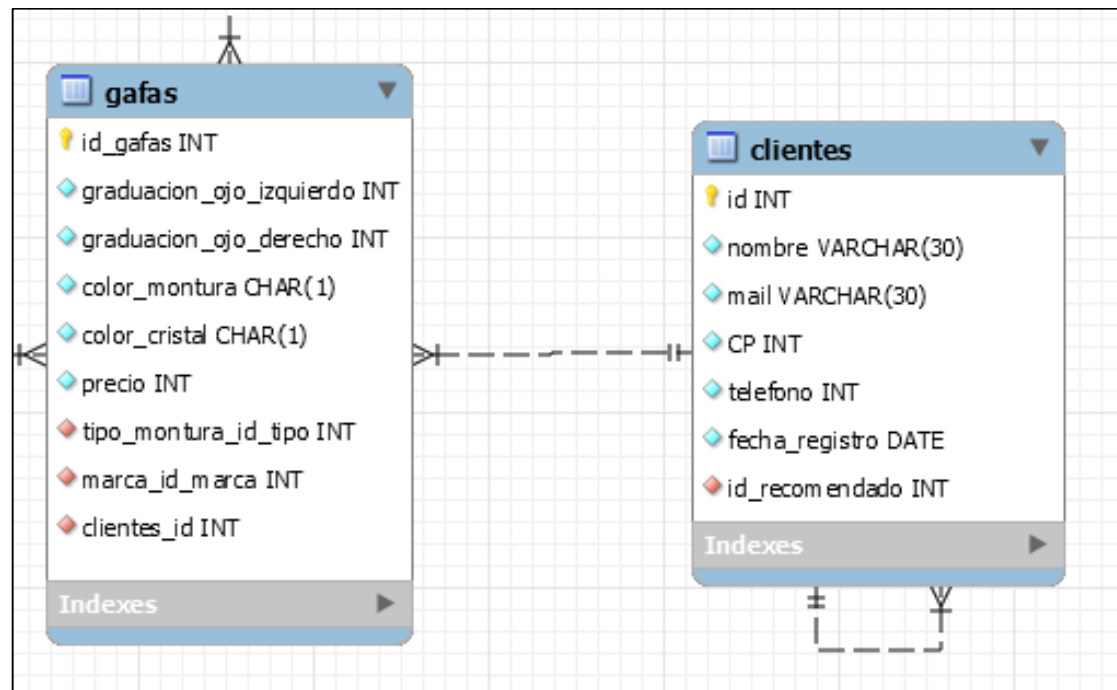 gafas
id_gafas INT
graduacion_ojo_izquierdo INT
graduacion_ojo_derecho INT
color_montura CHAR(1)
color_cristal CHAR(1)
precio INT
tipo_montura_id_tipo INT
marca_id_marca INT
clientes_id INT
Indexes
clientes
id INT
nombre VARCHAR(30)
mail VARCHAR(30)
CP INT
telefono INT
fecha_registro DATE
id_recomendado INT
Indexes